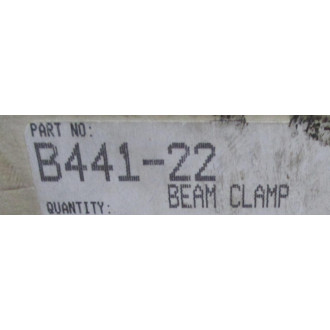 PART NO:
B441-22
BEAM CLAMP
QUANTITY: